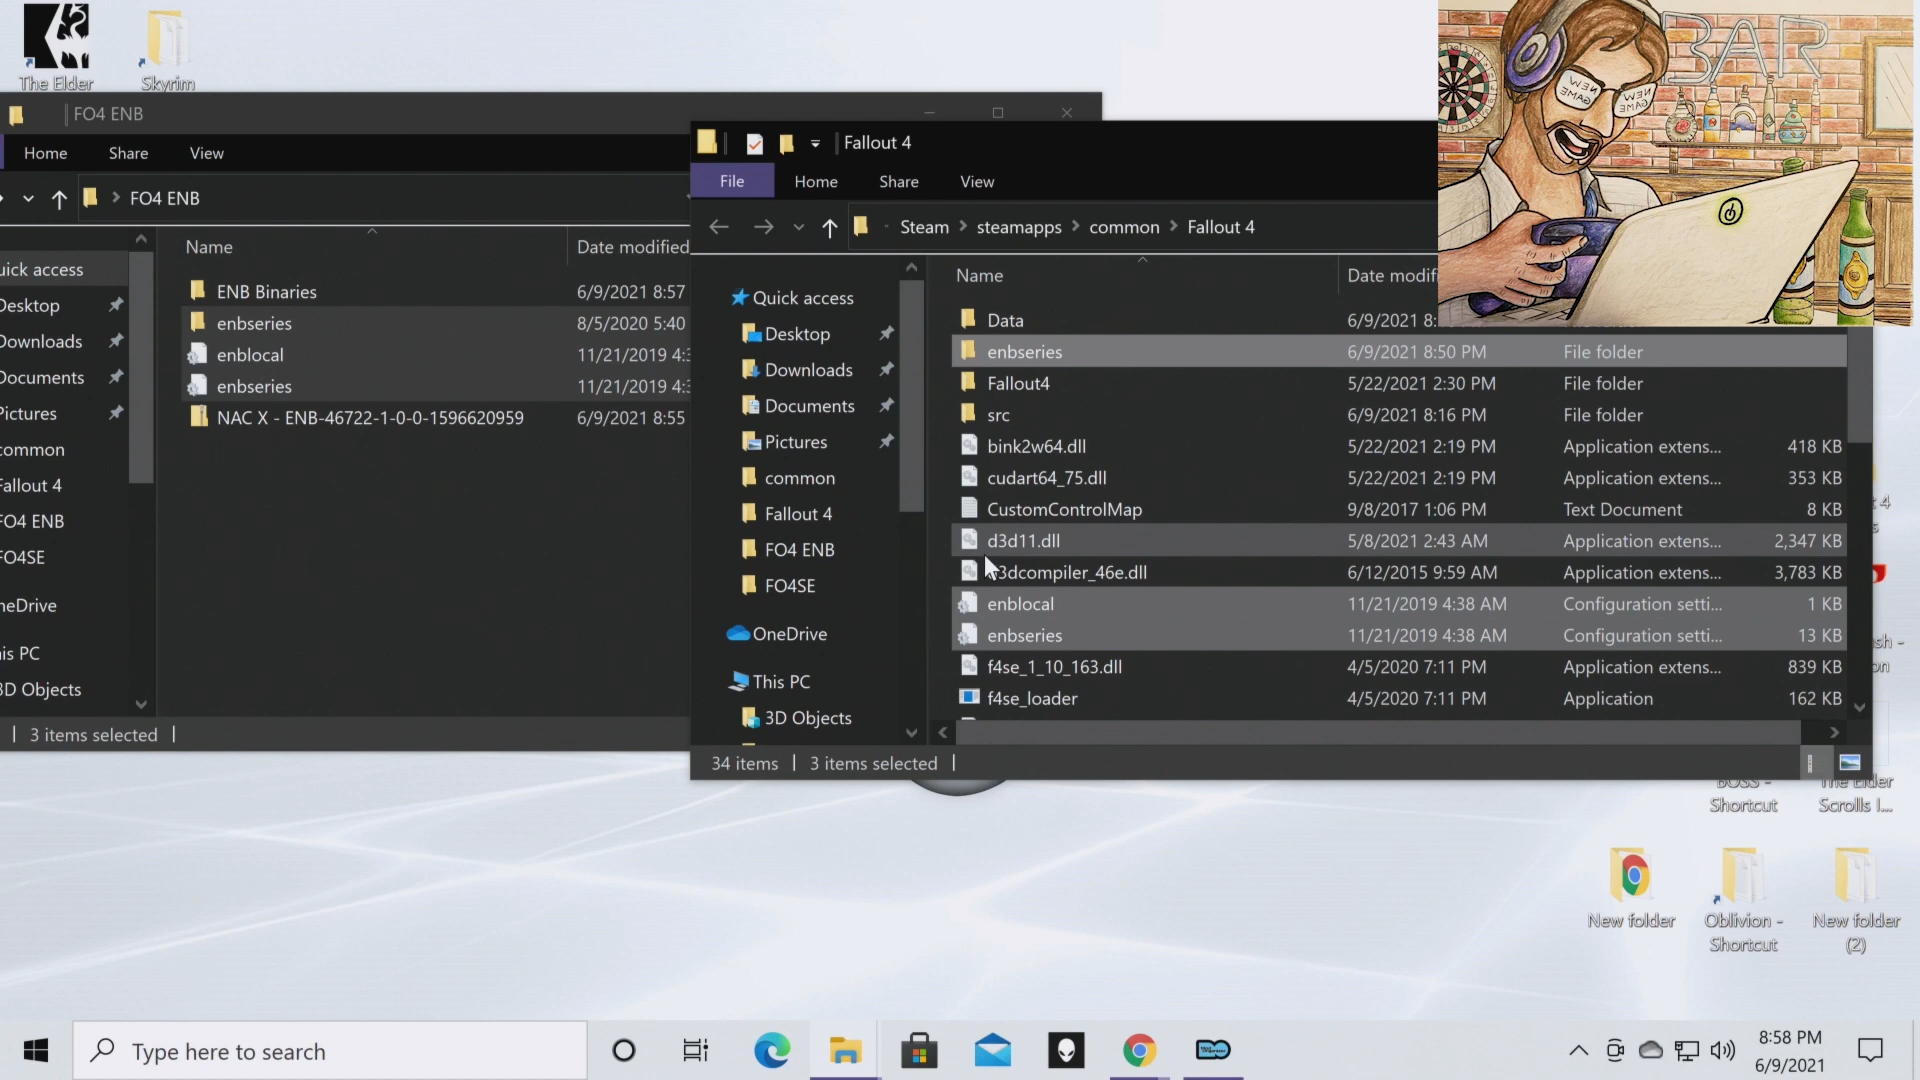 The Elder
Skyrim
FO4 ENB
Home Share View
FO4 ENB
Name Date modified
ENB Binaries 6/9/2021 8:57
enbseries 8/5/2020 5:40
enblocal 11/21/2019 4:3
enbseries 11/21/2019 4:3
NAC X - ENB-46722-1-0-0-1596620959 6/9/2021 8:55
uick access
Desktop
Downloads
Documents
Pictures
common
Fallout 4
FO4 ENB
FO4SE
neDrive
is PC
3D Objects
3 items selected
Fallout 4
File Home Share View
Steam steamapps common Fallout 4
Name Date modifi
Quick access
Desktop
Downloads
Documents
Pictures
common
Fallout 4
FO4 ENB
FO4SE
OneDrive
This PC
3D Objects
Data 6/9/2021 8:
enbseries 6/9/2021 8:50 PM File folder
Fallout4 5/22/2021 2:30 PM File folder
src 6/9/2021 8:16 PM File folder
bink2w64.dll 5/22/2021 2:19 PM Application extens... 418 KB
cudart64_75.dll 5/22/2021 2:19 PM Application extens... 353 KB
CustomControlMap 9/8/2017 1:06 PM Text Document 8 KB
d3d11.dll 5/8/2021 2:43 AM Application extens... 2,347 KB
3dcompiler_46e.dll 6/12/2015 9:59 AM Application extens... 3,783 KB
enblocal 11/21/2019 4:38 AM Configuration setti... 1 KB
enbseries 11/21/2019 4:38 AM Configuration setti... 13 KB
f4se_1_10_163.dll 4/5/2020 7:11 PM Application extens... 839 KB
f4se_loader 4/5/2020 7:11 PM Application 162 KB
34 items 3 items selected
BAR
NEW GAME
NEW GAME
BOSS -
Shortcut
The Elder
Scrolls I...
New folder
Oblivion -
Shortcut
New folder
(2)
Type here to search
8:58 PM
6/9/2021